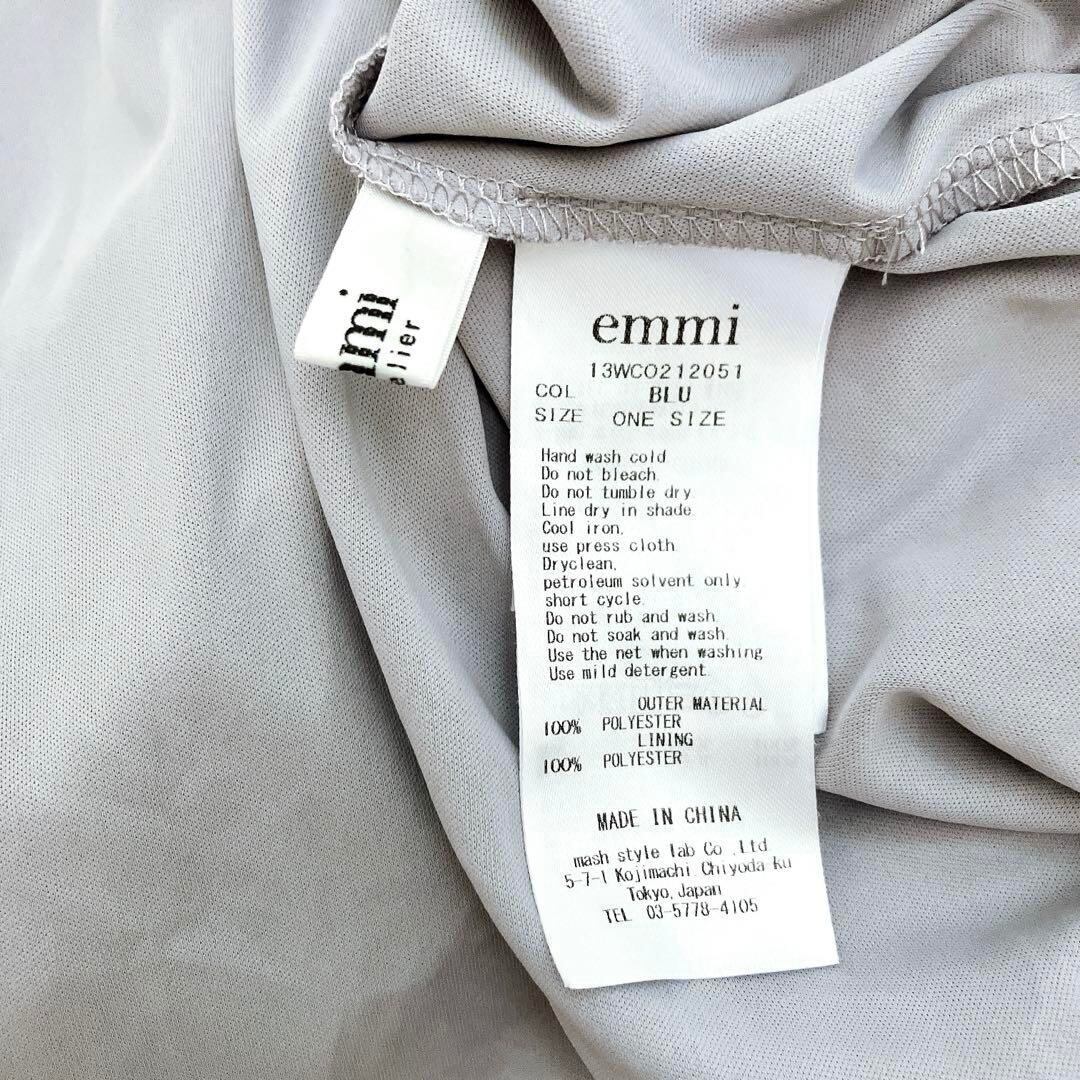 emmi
13WCO212051
COL BLU
SIZE ONE SIZE
Hand wash cold
Do not bleach.
Do not tumble dry
Line dry in shade.
Cool iron,
use press cloth
Dryclean,
petroleum solvent only.
short cycle.
Do not rub and wash.
Do not soak and wash.
Use the net when washing
Use mild detergent.
OUTER MATERIAL
100% POLYESTER
LINING
100% POLYESTER
MADE IN CHINA
mash style lab Co.,Ltd.
5-7-1 Kojimachi Chiyoda-ku
Tokyo, Japan
TEL 03-5778-4105